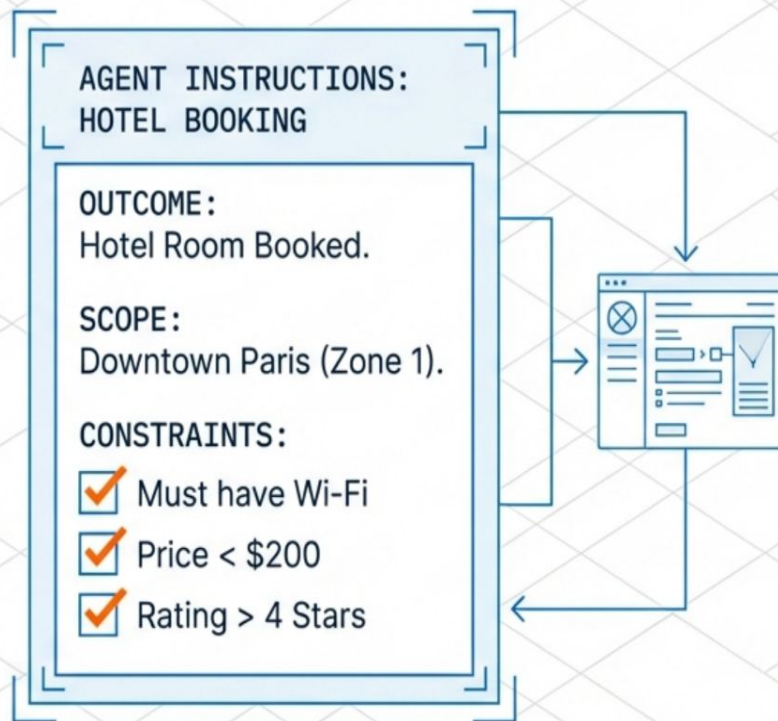 AGENT INSTRUCTIONS:
HOTEL BOOKING
OUTCOME:
Hotel Room Booked.
SCOPE:
Downtown Paris (Zone 1).
CONSTRAINTS:
Must have Wi-Fi
Price < $200
Rating > 4 Stars